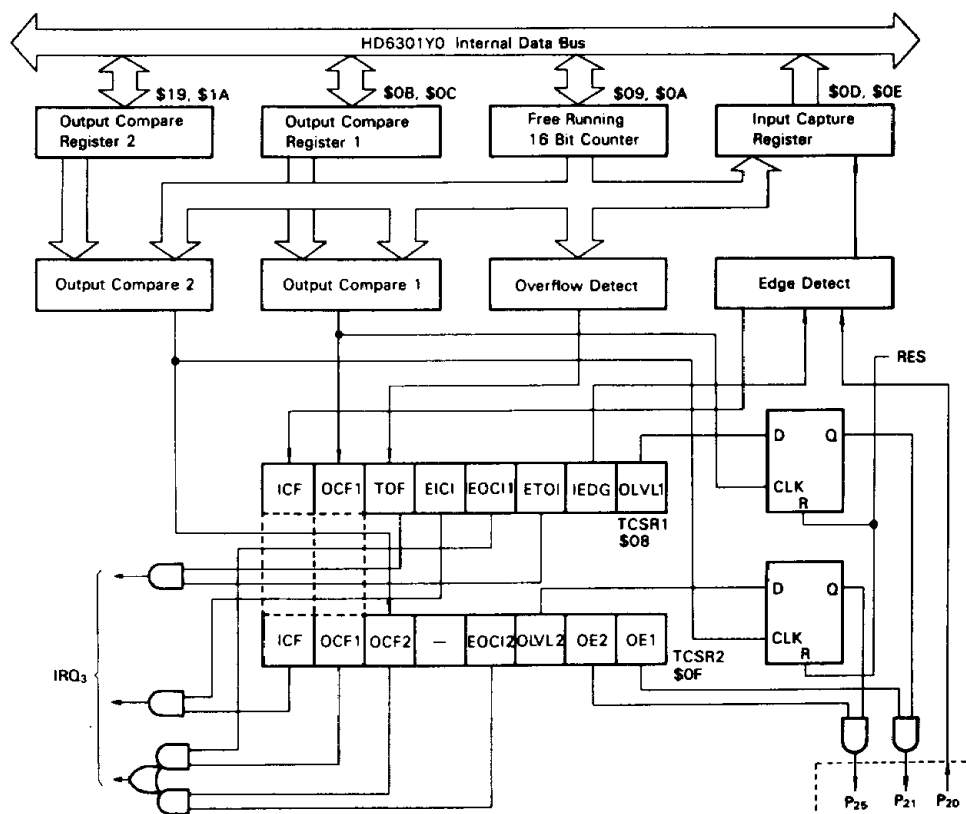 HD6301Y0 Internal Data Bus
$19, $1A
$0B, $0C
$09, $0A
$0D, $0E
Output Compare
Register 2
Output Compare
Register 1
Free Running
16 Bit Counter
Input Capture
Register
Output Compare 2
Output Compare 1
Overflow Detect
Edge Detect
RES
D Q
CLK
R
ICF OCF1 TOF EICI EOCI1 ETOI IEDG OLVL1
TCSR1
$08
D Q
CLK
R
ICF OCF1 OCF2 — EOCI2 OLVL2 OE2 OE1
TCSR2
$0F
IRQ₃
P₂₅ P₂₁ P₂₀